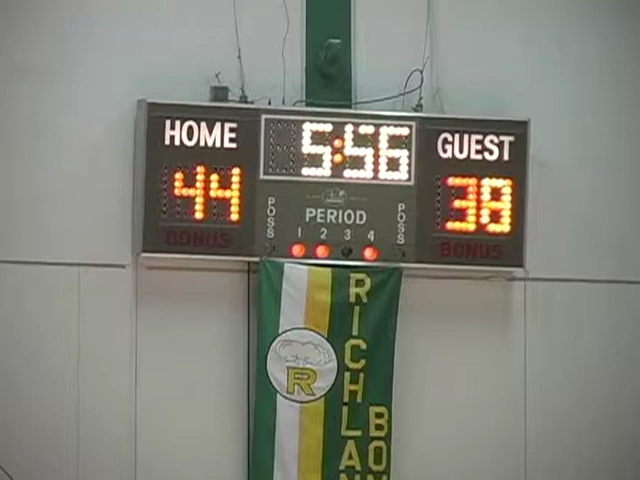 HOME
5:56
GUEST
44
38
POSS
PERIOD
POSS
1 2 3 4
BONUS
BONUS
R
RICHLAN
BO